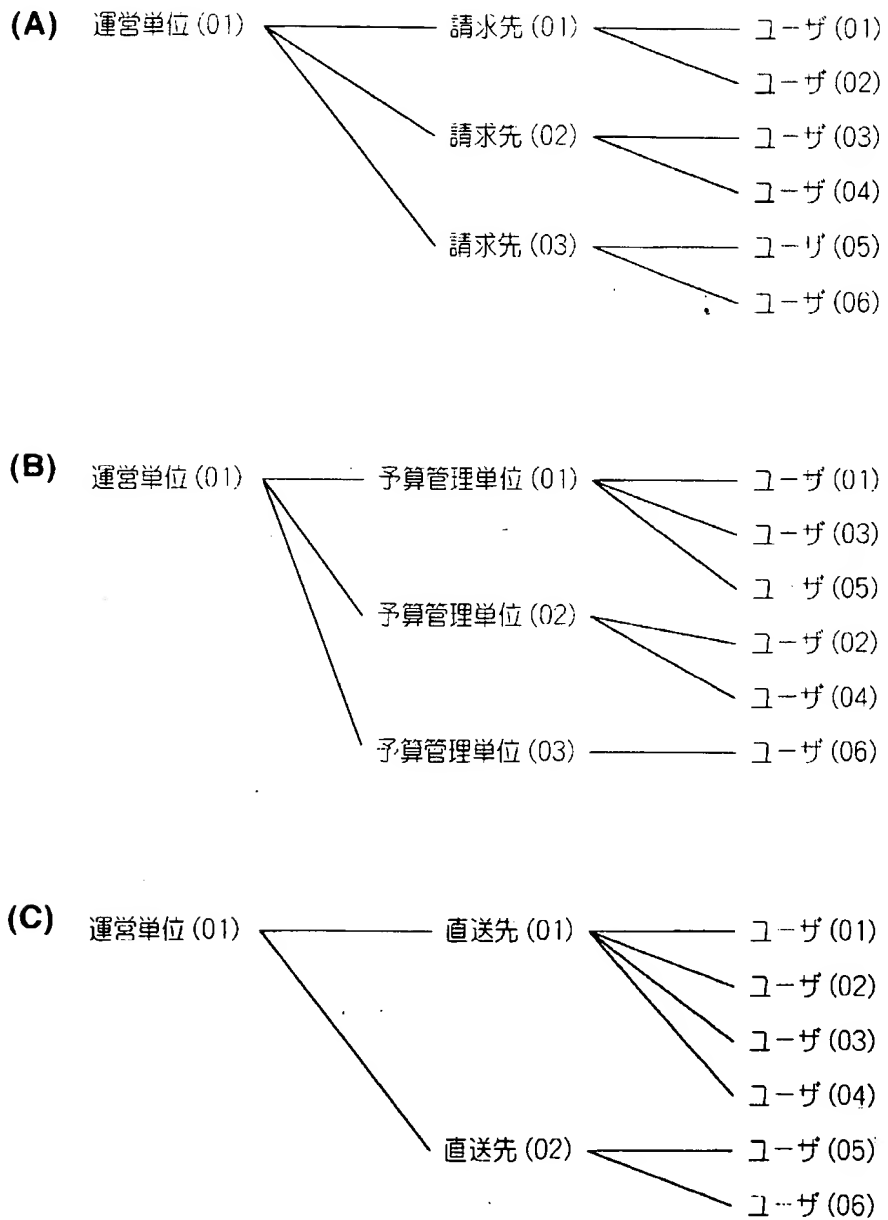 (A) 運営単位(01) 請求先(01) ユーザ(01)
ユーザ(02)
請求先(02) ユーザ(03)
ユーザ(04)
請求先(03) ユーザ(05)
ユーザ(06)
(B) 運営単位(01) 予算管理単位(01) ユーザ(01)
ユーザ(03)
ユーザ(05)
予算管理単位(02) ユーザ(02)
ユーザ(04)
予算管理単位(03) ユーザ(06)
(C) 運営単位(01) 直送先(01) ユーザ(01)
ユーザ(02)
ユーザ(03)
ユーザ(04)
直送先(02) ユーザ(05)
ユーザ(06)